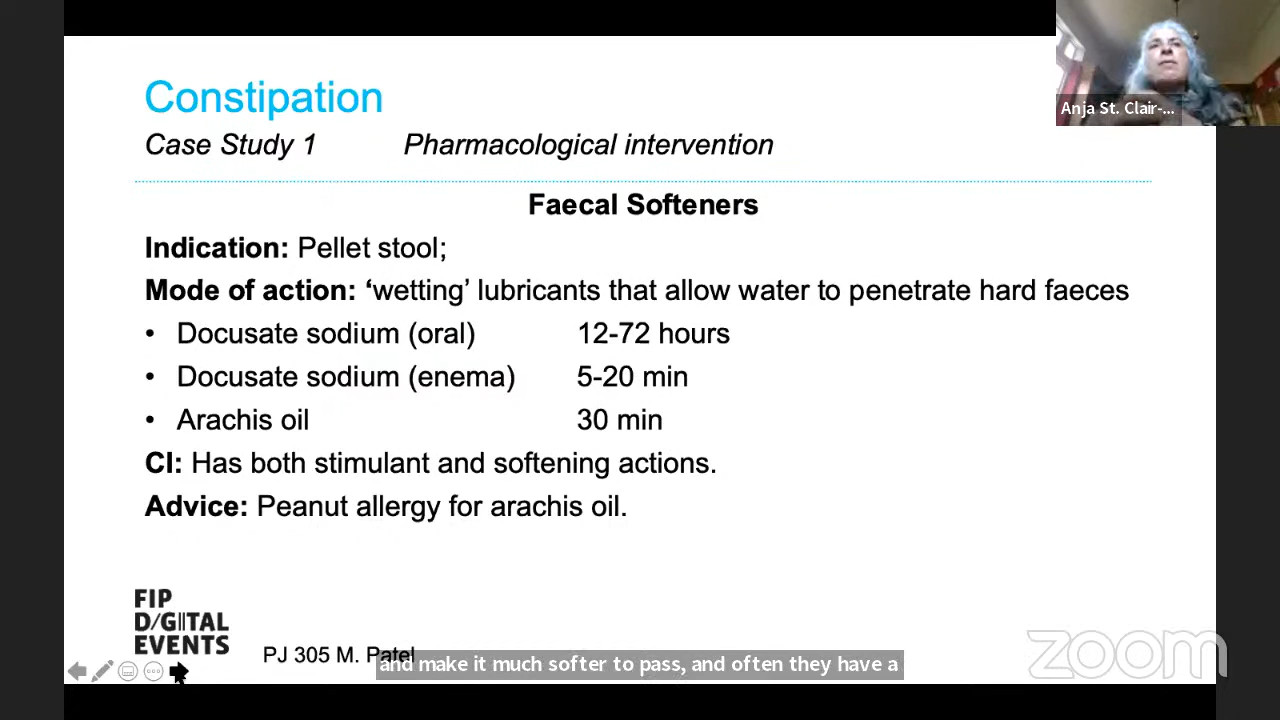 Constipation
Case Study 1 Pharmacological intervention
Faecal Softeners
Indication: Pellet stool;
Mode of action: ‘wetting’ lubricants that allow water to penetrate hard faeces
• Docusate sodium (oral) 12-72 hours
• Docusate sodium (enema) 5-20 min
• Arachis oil 30 min
CI: Has both stimulant and softening actions.
Advice: Peanut allergy for arachis oil.
FIP
D/GITAL
EVENTS
PJ 305 M. Patel
and make it much softer to pass, and often they have a
Anja St. Clair-...
zoom